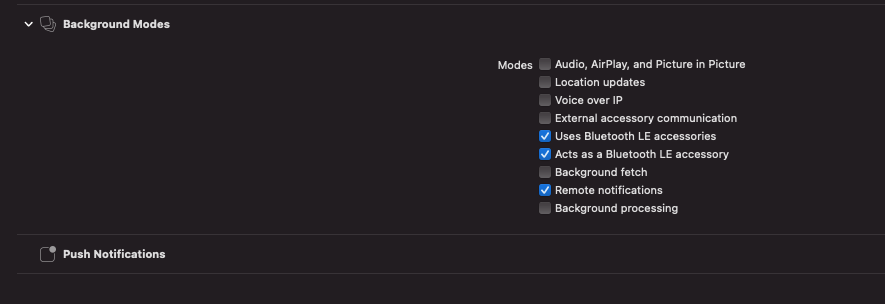 Background Modes
Modes Audio, AirPlay, and Picture in Picture
Location updates
Voice over IP
External accessory communication
Uses Bluetooth LE accessories
Acts as a Bluetooth LE accessory
Background fetch
Remote notifications
Background processing
Push Notifications